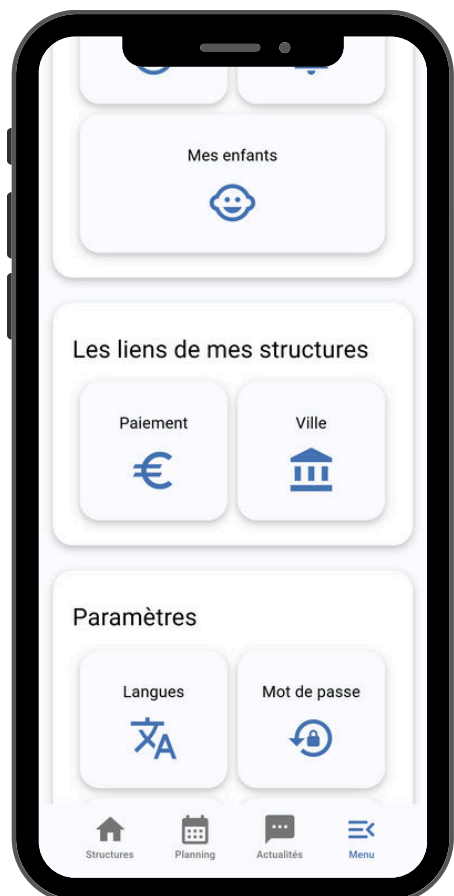 Mes enfants
Les liens de mes structures
Paiement
Ville
Paramètres
Langues
Mot de passe
Structures
Planning
Actualités
Menu